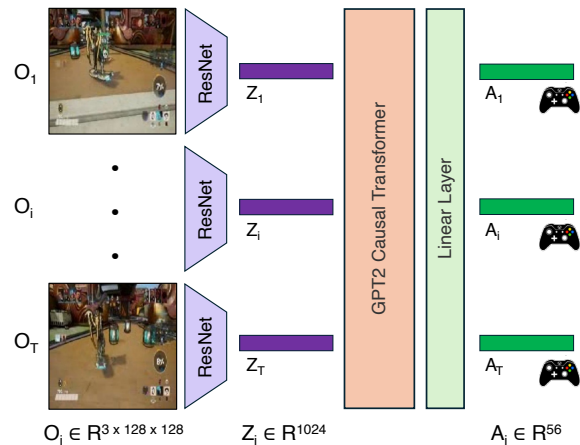 O1
ResNet
Z1
GPT2 Causal Transformer
Linear Layer
A1
Oi
ResNet
Zi
Ai
OT
ResNet
ZT
AT
Oi ∈ R3 x 128 x 128
Zi ∈ R1024
Ai ∈ R56